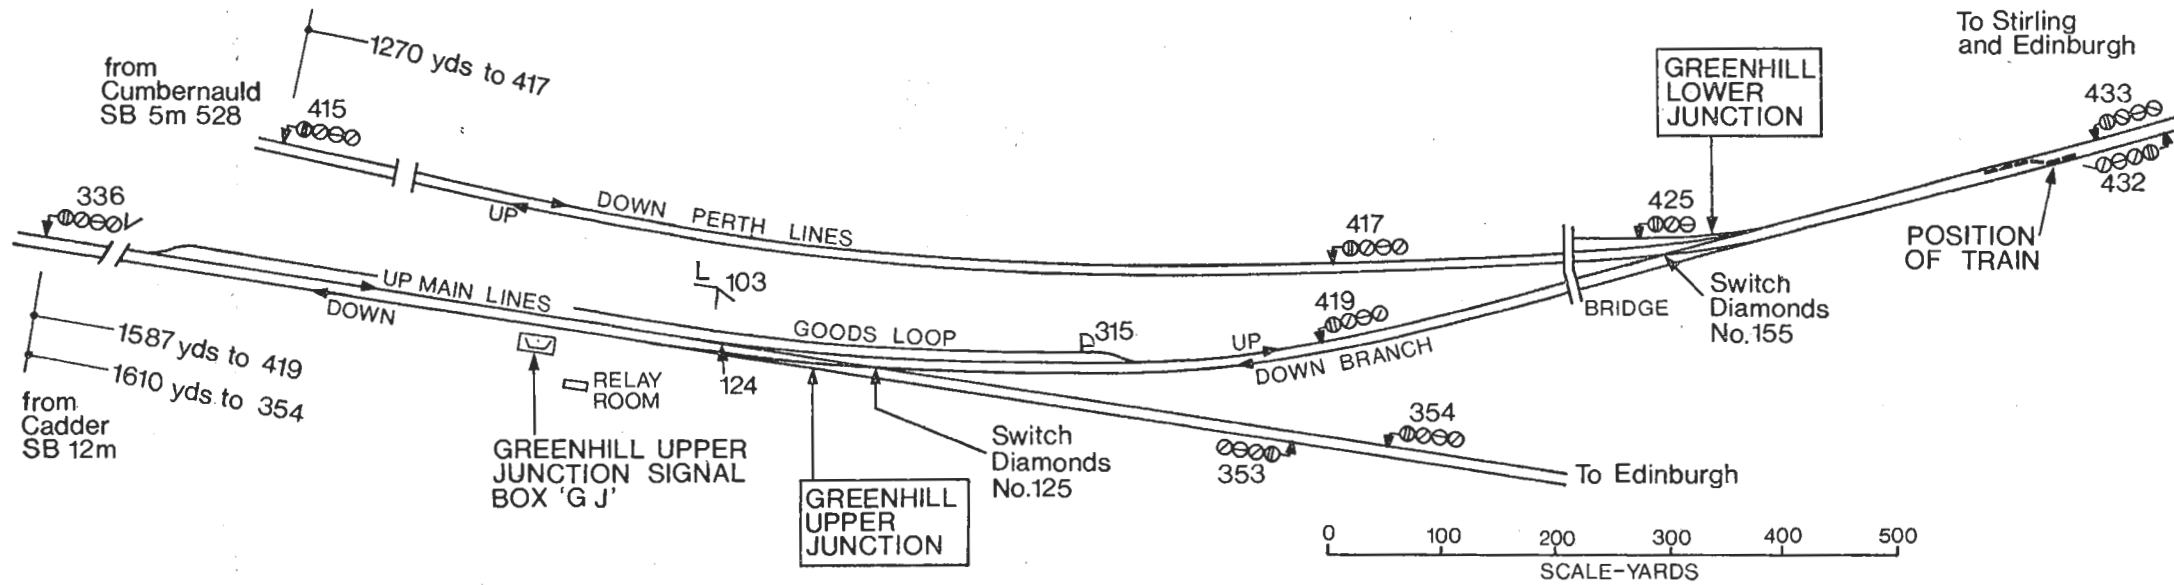 To Stirling
and Edinburgh
1270 yds to 417
from
Cumbernauld
SB 5m 528
415
GREENHILL
LOWER
JUNCTION
433
432
336
UP
DOWN PERTH LINES
417
425
POSITION
OF TRAIN
103
UP MAIN LINES
DOWN
GOODS LOOP
315
UP
419
DOWN BRANCH
BRIDGE
Switch
Diamonds
No.155
1587 yds to 419
1610 yds to 354
from
Cadder
SB 12m
RELAY
ROOM
124
GREENHILL UPPER
JUNCTION SIGNAL
BOX 'G J'
GREENHILL
UPPER
JUNCTION
Switch
Diamonds
No.125
353
354
To Edinburgh
0 100 200 300 400 500
SCALE-YARDS